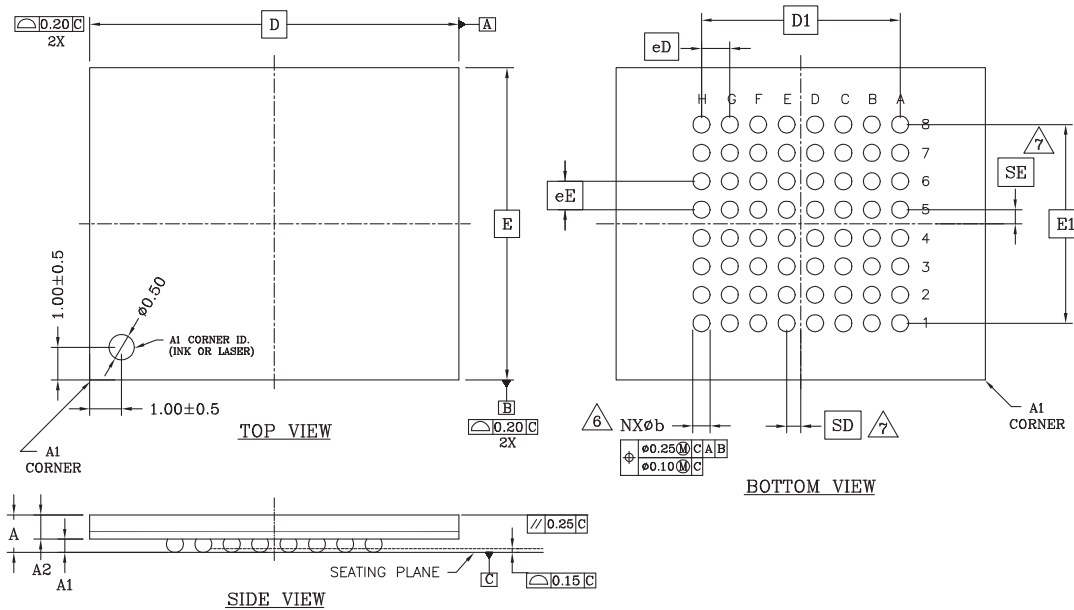 ⌓ 0.20 C
2X
D
A
D1
eD
H G F E D C B A
8
7
7
6
SE
eE
5
E
E1
4
3
2
1
1.00±0.5
ø0.50
A1 CORNER ID.
(INK OR LASER)
1.00±0.5
B
⌓ 0.20 C
2X
TOP VIEW
A1
CORNER
6
NXøb
SD
7
⌖ ø0.25Ⓜ C A B
ø0.10Ⓜ C
A1
CORNER
BOTTOM VIEW
A
A2
A1
// 0.25 C
SEATING PLANE
C
⌓ 0.15 C
SIDE VIEW